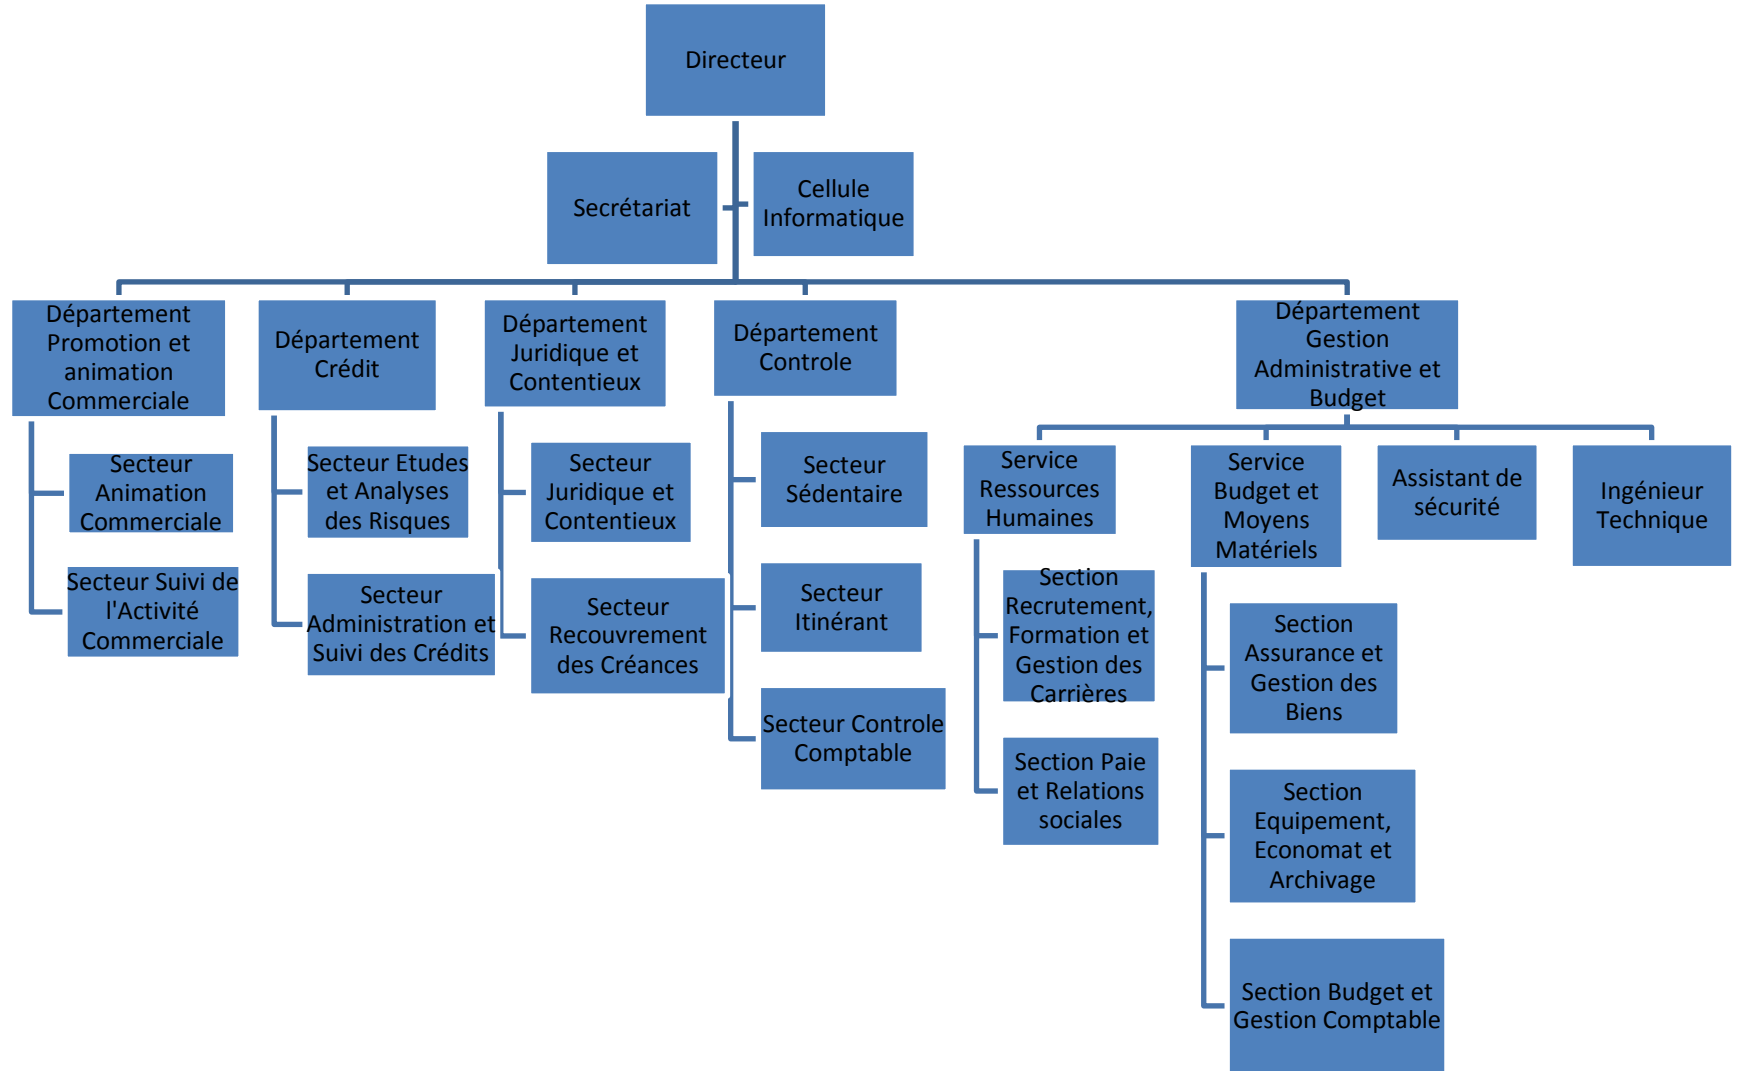 Directeur
Secrétariat
Cellule
Informatique
Département
Promotion et
animation
Commerciale
Département
Crédit
Département
Juridique et
Contentieux
Département
Controle
Département
Gestion
Administrative et
Budget
Secteur
Animation
Commerciale
Secteur Suivi de
l'Activité
Commerciale
Secteur Etudes
et Analyses
des Risques
Secteur
Administration et
Suivi des Crédits
Secteur
Juridique et
Contentieux
Secteur
Recouvrement
des Créances
Secteur
Sédentaire
Secteur
Itinérant
Secteur Controle
Comptable
Service
Ressources
Humaines
Section
Recrutement,
Formation et
Gestion des
Carrières
Section Paie
et Relations
sociales
Service
Budget et
Moyens
Matériels
Section
Assurance et
Gestion des
Biens
Section
Equipement,
Economat et
Archivage
Section Budget et
Gestion Comptable
Assistant de
sécurité
Ingénieur
Technique